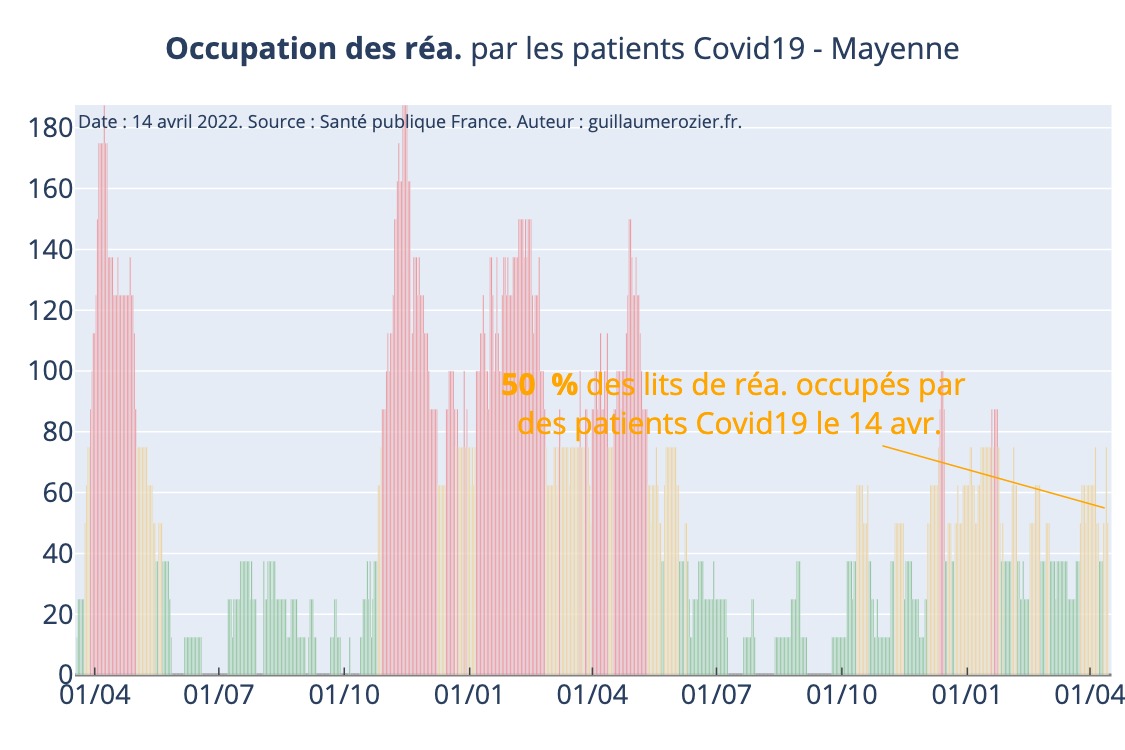 Occupation des réa. par les patients Covid19 - Mayenne
180
Date : 14 avril 2022. Source : Santé publique France. Auteur : guillaumerozier.fr.
160
140
120
100
50 % des lits de réa. occupés par
des patients Covid19 le 14 avr.
80
60
40
20
0
01/04 01/07 01/10 01/01 01/04 01/07 01/10 01/01 01/04